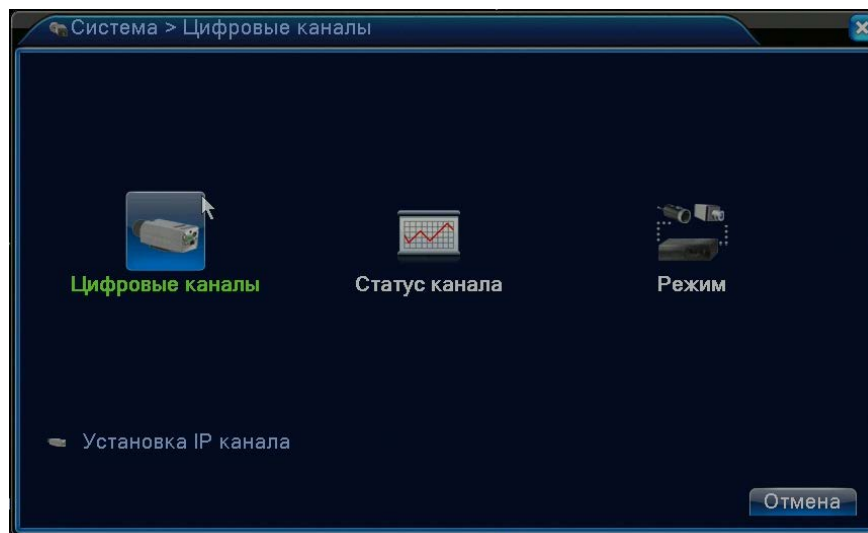 Система > Цифровые каналы
Цифровые каналы
Статус канала
Режим
Установка IP канала
Отмена